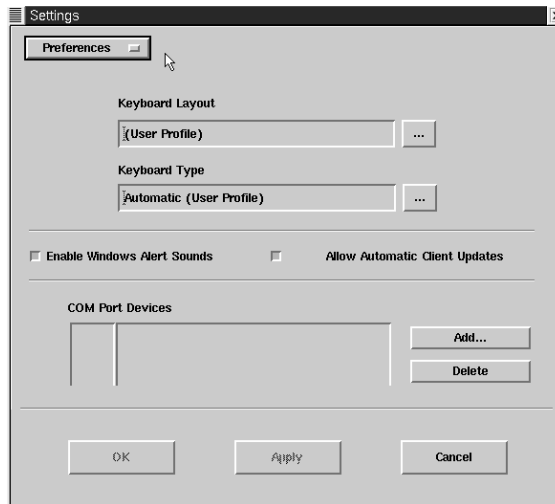 Settings
Preferences
Keyboard Layout
(User Profile)
...
Keyboard Type
Automatic (User Profile)
...
Enable Windows Alert Sounds
Allow Automatic Client Updates
COM Port Devices
Add...
Delete
OK
Apply
Cancel